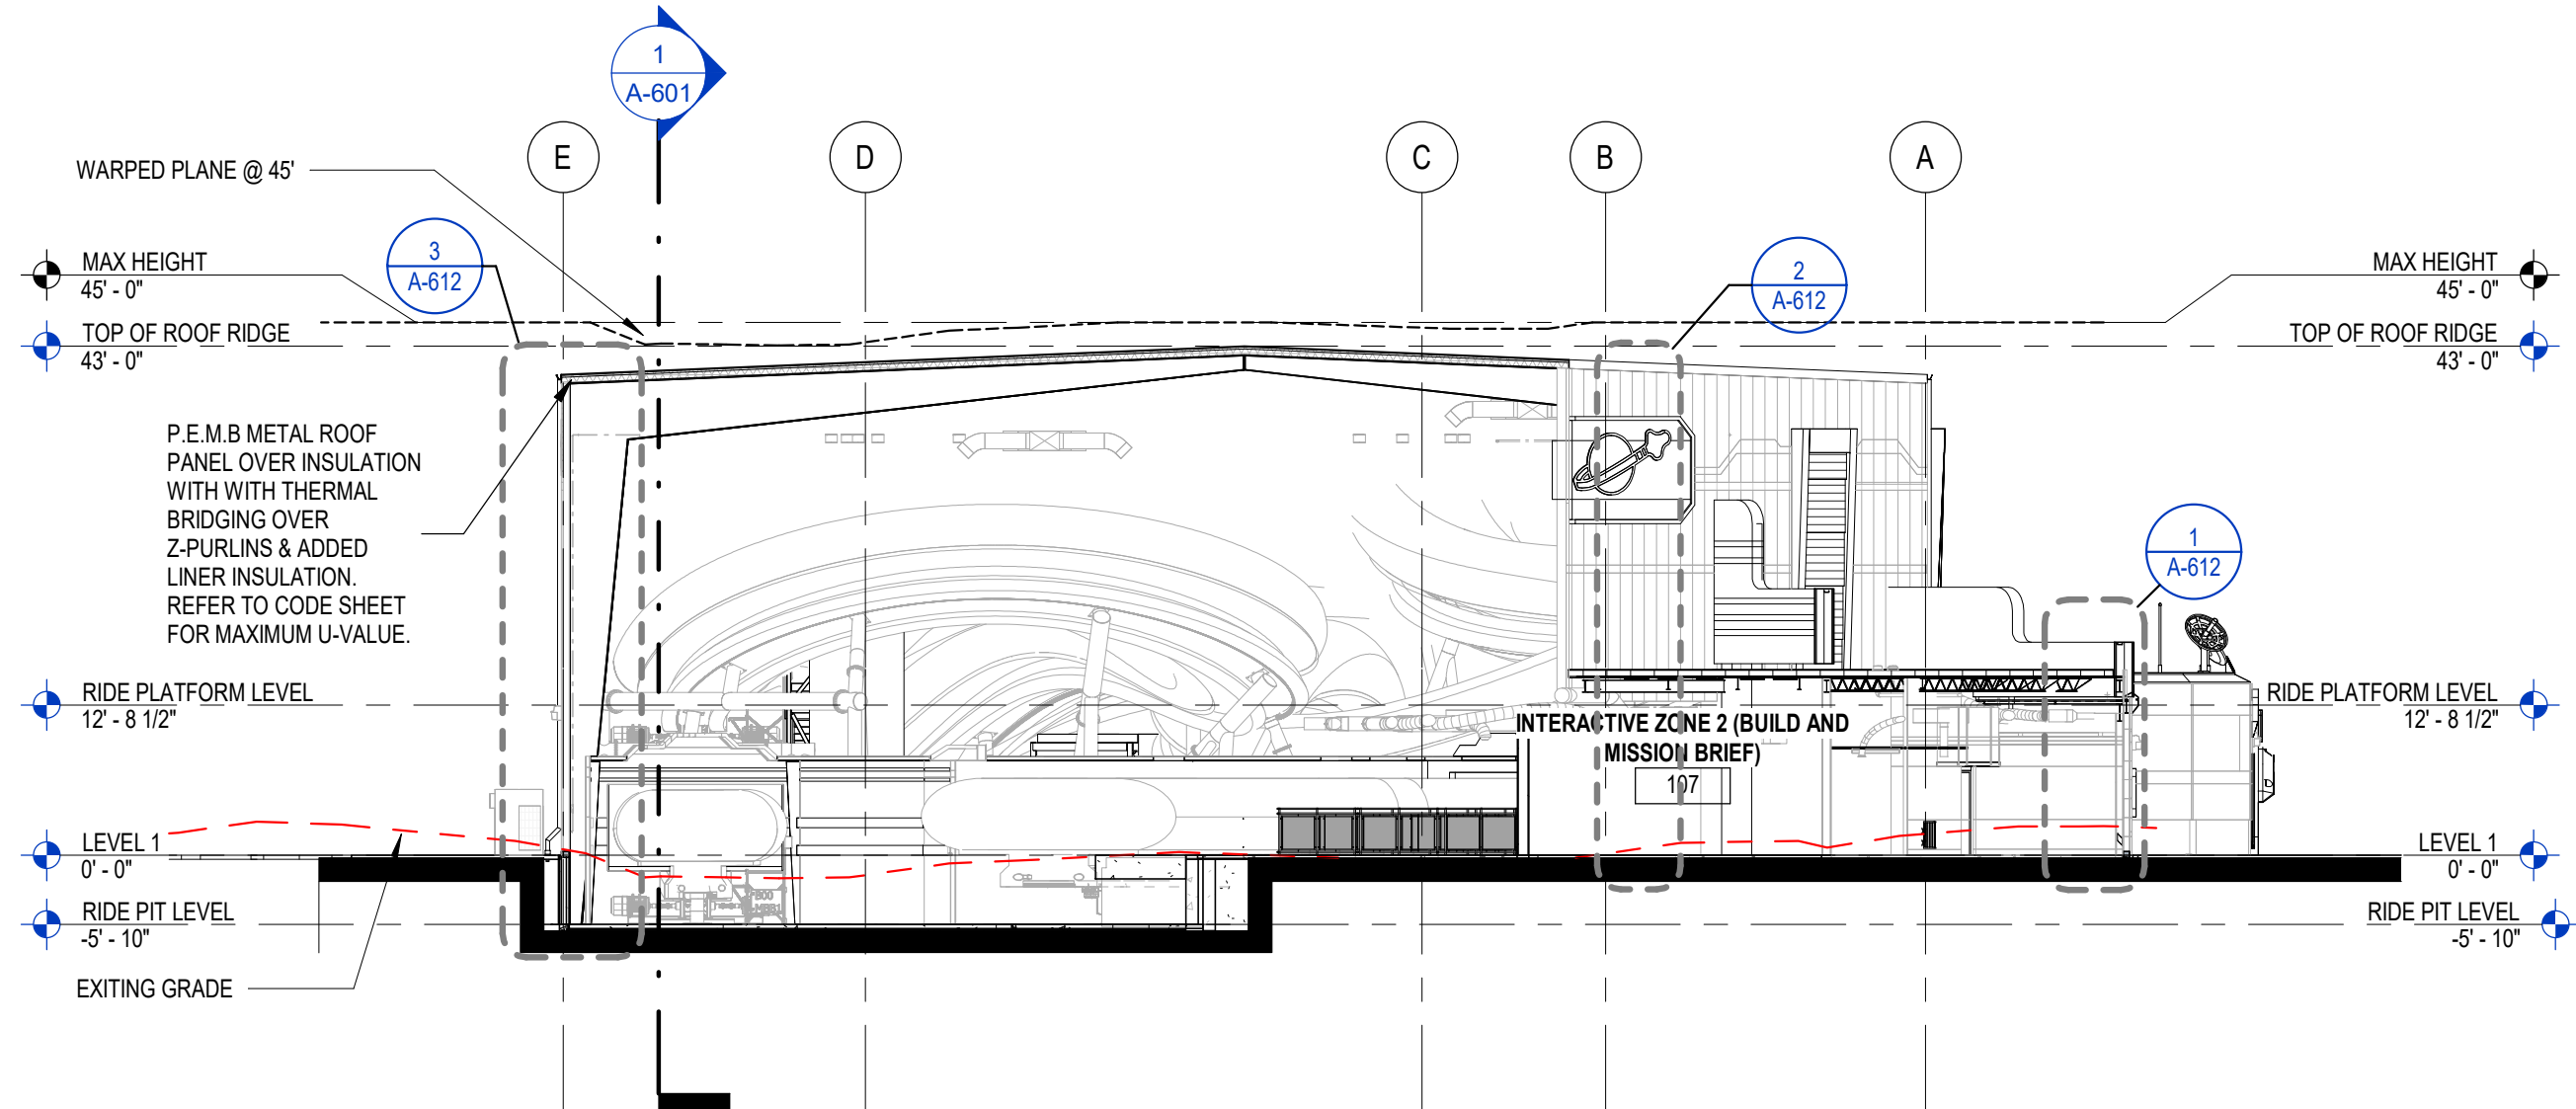 1
A-601
E
D
C
B
A
WARPED PLANE @ 45'
3
A-612
2
A-612
MAX HEIGHT
45' - 0"
MAX HEIGHT
45' - 0"
TOP OF ROOF RIDGE
43' - 0"
TOP OF ROOF RIDGE
43' - 0"
P.E.M.B METAL ROOF
PANEL OVER INSULATION
WITH WITH THERMAL
BRIDGING OVER
Z-PURLINS & ADDED
LINER INSULATION.
REFER TO CODE SHEET
FOR MAXIMUM U-VALUE.
1
A-612
RIDE PLATFORM LEVEL
12' - 8 1/2"
RIDE PLATFORM LEVEL
12' - 8 1/2"
INTERACTIVE ZONE 2 (BUILD AND
MISSION BRIEF)
107
LEVEL 1
0' - 0"
LEVEL 1
0' - 0"
RIDE PIT LEVEL
-5' - 10"
RIDE PIT LEVEL
-5' - 10"
EXITING GRADE